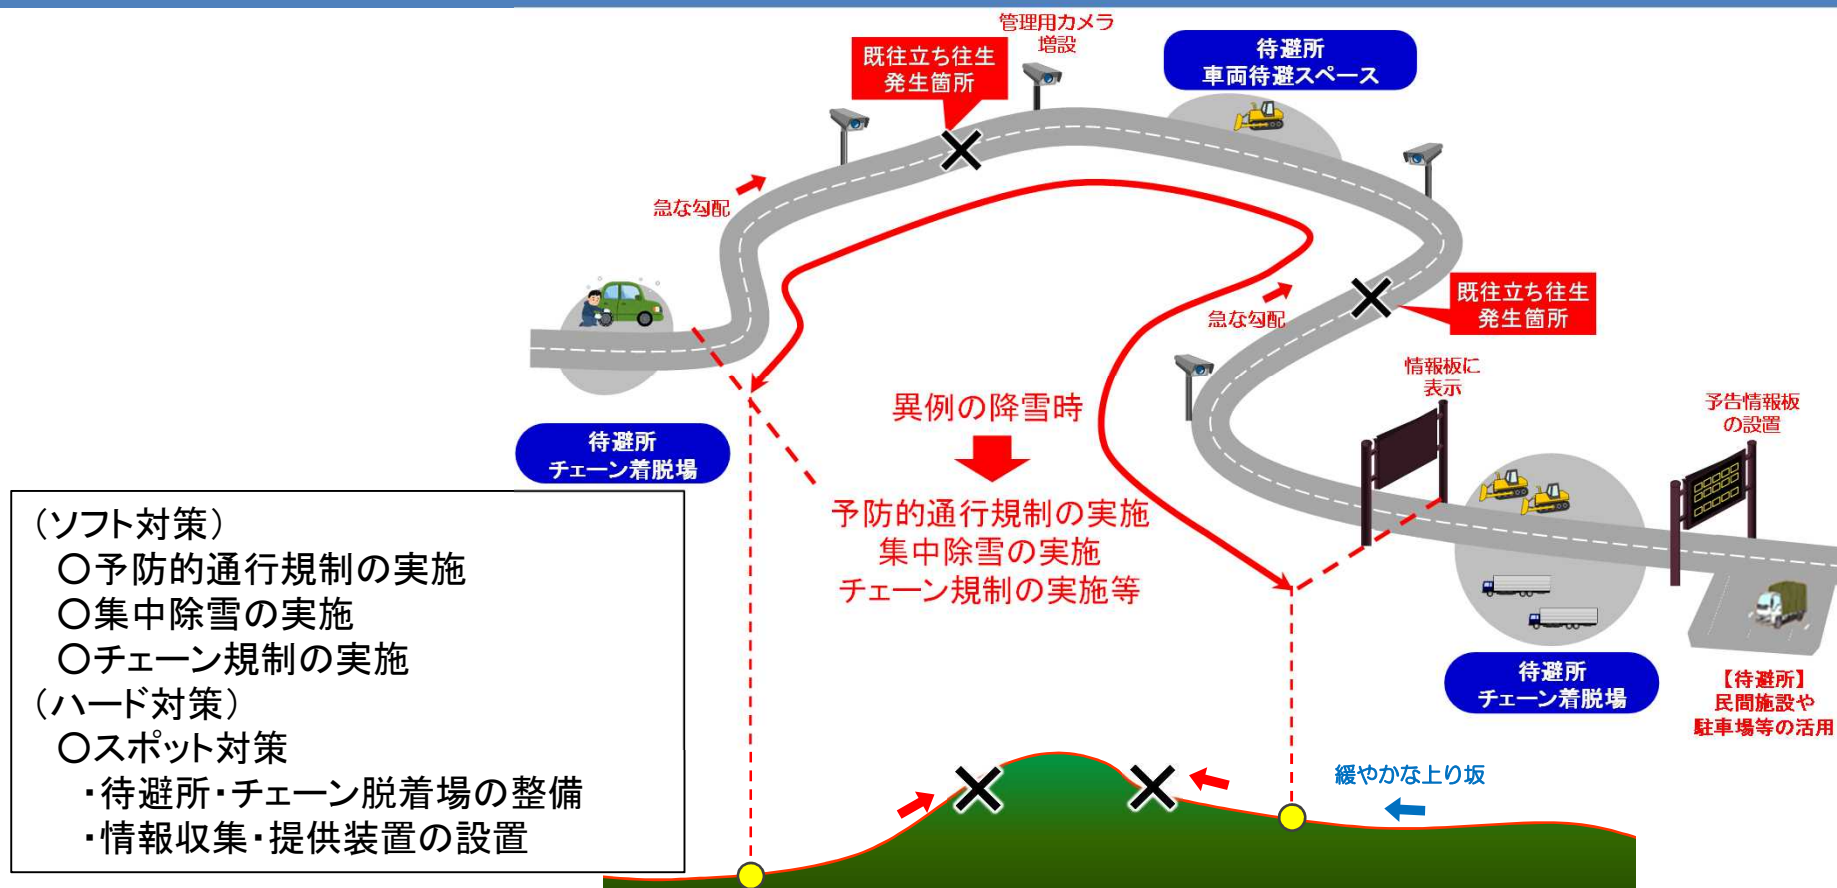 管理用カメラ
増設
既往立ち往生
発生箇所
待避所
車両待避スペース
急な勾配
既往立ち往生
発生箇所
急な勾配
情報板に
表示
予告情報板
の設置
待避所
チェーン着脱場
異例の降雪時
予防的通行規制の実施
集中除雪の実施
チェーン規制の実施等
待避所
チェーン着脱場
【待避所】
民間施設や
駐車場等の活用
緩やかな上り坂
（ソフト対策）
〇予防的通行規制の実施
〇集中除雪の実施
〇チェーン規制の実施
（ハード対策）
〇スポット対策
・待避所・チェーン脱着場の整備
・情報収集・提供装置の設置